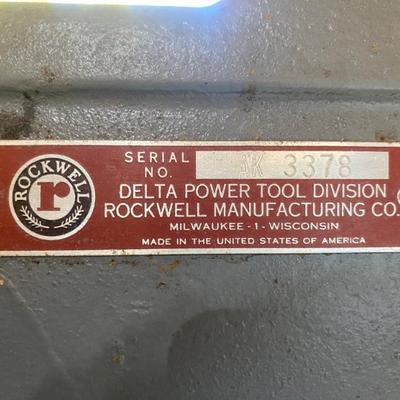 ROCKWELL
r
SERIAL NO. AK 3378
DELTA POWER TOOL DIVISION
ROCKWELL MANUFACTURING CO.
MILWAUKEE - 1 - WISCONSIN
MADE IN THE UNITED STATES OF AMERICA